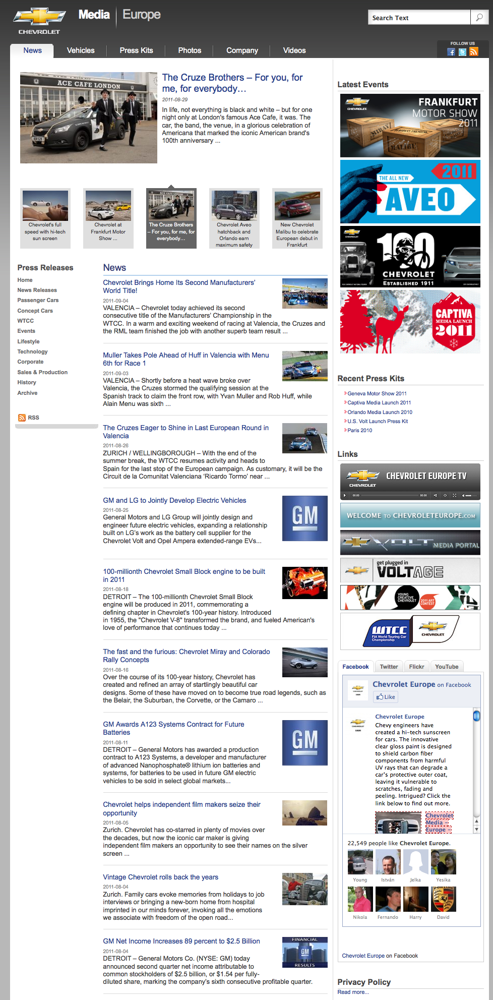 CHEVROLET
Media
Europe
Search Text
News
Vehicles
Press Kits
Photos
Company
Videos
FOLLOW US
ACE CAFE LONDON
The Cruze Brothers – For you, for
me, for everybody…
2011-08-29
In life, not everything is black and white – but for one
night only at London's famous Ace Cafe, it was. The
car, the band, the venue, in a glorious celebration of
Americana that marked the iconic American brand's
100th anniversary ...
Chevrolet's full
speed with hi-tech
sun screen
Chevrolet at
Frankfurt Motor
Show ...
ACE CAFE LONDON
The Cruze Brothers
– For you, for me, for
everybody…
Chevrolet Aveo
hatchback and
Orlando earn
maximum safety
New Chevrolet
Malibu to celebrate
European debut in
Frankfurt
Press Releases
Home
News Releases
Passenger Cars
Concept Cars
WTCC
Events
Lifestyle
Technology
Corporate
Sales & Production
History
Archive
RSS
News
Chevrolet Brings Home Its Second Manufacturers'
World Title!
2011-09-04
VALENCIA – Chevrolet today achieved its second
consecutive title of the Manufacturers' Championship in the
WTCC. In a warm and exciting weekend of racing at Valencia, the Cruzes and
the RML team finished the job with another superb team result ...
Muller Takes Pole Ahead of Huff in Valencia with Menu
6th for Race 1
2011-09-03
VALENCIA – Shortly before a heat wave broke over
Valencia, the Cruzes stormed the qualifying session at the
Spanish track to claim the front row, with Yvan Muller and Rob Huff, while
Alain Menu was sixth ...
The Cruzes Eager to Shine in Last European Round in
Valencia
2011-08-26
ZURICH / WELLINGBOROUGH – With the end of the
summer break, the WTCC resumes activity and heads to
Spain for the last stop of the European campaign. As customary, it will be the
Circuit de la Comunitat Valenciana 'Ricardo Tormo' near ...
GM and LG to Jointly Develop Electric Vehicles
2011-08-25
General Motors and LG Group will jointly design and
engineer future electric vehicles, expanding a relationship
built on LG's work as the battery cell supplier for the
Chevrolet Volt and Opel Ampera extended-range EVs...
GM
100-millionth Chevrolet Small Block engine to be built
in 2011
2011-08-18
DETROIT – The 100-millionth Chevrolet Small Block
engine will be produced in 2011, commemorating a
defining chapter in Chevrolet's 100-year history. Introduced
in 1955, the "Chevrolet V-8" transformed the brand, and fueled American's
love of performance that continues today ...
The fast and the furious: Chevrolet Miray and Colorado
Rally Concepts
2011-08-16
Over the course of its 100-year history, Chevrolet has
created and refined an array of startlingly beautiful car
designs. Some of these have moved on to become true road legends, such as
the Belair, the Suburban, the Corvette, or the Camaro ...
GM Awards A123 Systems Contract for Future
Batteries
2011-08-11
DETROIT – General Motors has awarded a production
contract to A123 Systems, a developer and manufacturer
of advanced Nanophosphate® lithium ion batteries and
systems, for batteries to be used in future GM electric
vehicles to be sold in select global markets...
GM
Chevrolet helps independent film makers seize their
opportunity
2011-08-05
Zurich. Chevrolet has co-starred in plenty of movies over
the decades, but now the iconic car maker is giving
independent film makers an opportunity to see their names on the silver
screen ...
Vintage Chevrolet rolls back the years
2011-08-04
Zurich. Family cars evoke memories from holidays to job
interviews or bringing a new-born home from hospital
imprinted in our minds forever, invoking all the emotions
we associate with freedom of the open road...
GM Net Income Increases 89 percent to $2.5 Billion
2011-08-04
DETROIT – General Motors Co. (NYSE: GM) today
announced second quarter net income attributable to
common stockholders of $2.5 billion, or $1.54 per fully-
diluted share, marking the company's sixth consecutive profitable quarter.
FINANCIAL
GM
RESULTS
Latest Events
CHEVROLET
FRANKFURT
MOTOR SHOW
2011
MIRAY
MALIBU
MALIBU
2011
THE ALL NEW
AVEO
CHEVROLET
100
CHEVROLET
ESTABLISHED 1911
CAPTIVA
MEDIA LAUNCH
2011
Recent Press Kits
Geneva Motor Show 2011
Captiva Media Launch 2011
Orlando Media Launch 2010
U.S. Volt Launch Press Kit
Paris 2010
Links
CHEVROLET
CHEVROLET EUROPE TV
00:00
00:00
WELCOME TO CHEVROLETEUROPE.COM
VOLT MEDIA PORTAL
get plugged in
VOLTAGE
YOUNG
CREATIVE
CHEVROLET
2011 ART
CONTEST
WTCC
FIA World Touring Car
Championship
CHEVROLET
Facebook
Twitter
Flickr
YouTube
Chevrolet Europe on Facebook
Like
Chevrolet Europe
Chevy engineers have
created a hi-tech sunscreen
for cars. The innovative
clear gloss paint is designed
to shield carbon fiber
components from harmful
UV rays that can degrade a
car's protective outer coat,
leaving it vulnerable to
scratches, fading and
peeling. Intrigued? Click the
link below to find out more.
Chevrolet
Media –
Europe –
22,549 people like Chevrolet Europe.
Young
István
Jelka
Yesika
PORSCHE
Nikola
Fernando
Harry
David
Chevrolet Europe on Facebook
Privacy Policy
Read more...